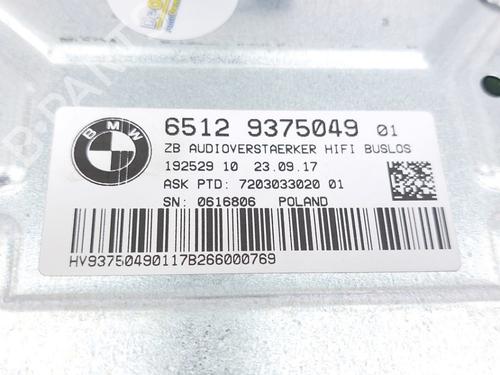 BMW
6512 9375049 01
ZB AUDIOVERSTAERKER HIFI BUSLOS
192529 10 23.09.17
ASK PTD: 7203033020 01
SN: 0616806 POLAND
HV93750490117B266000769